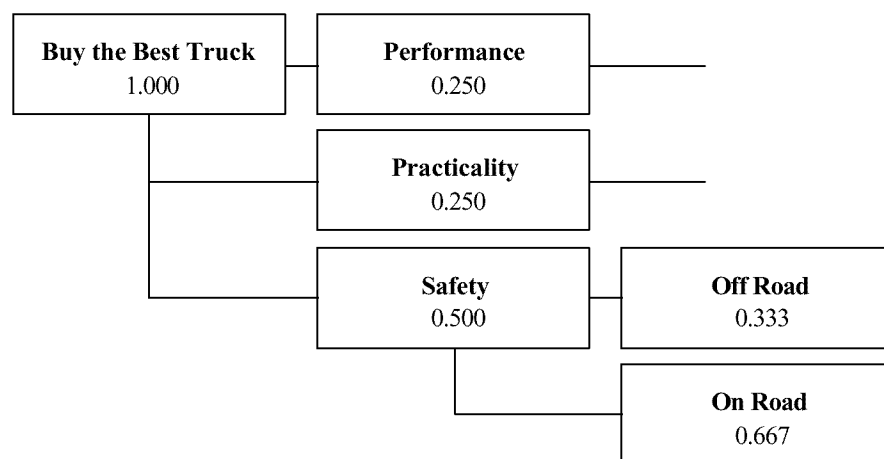 Buy the Best Truck
1.000
Performance
0.250
Practicality
0.250
Safety
0.500
Off Road
0.333
On Road
0.667